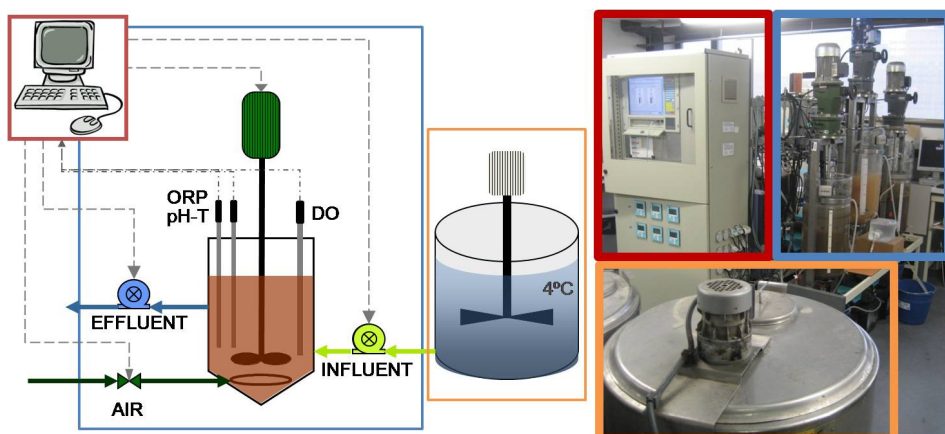 ORP
pH-T
DO
4ºC
EFFLUENT
INFLUENT
AIR